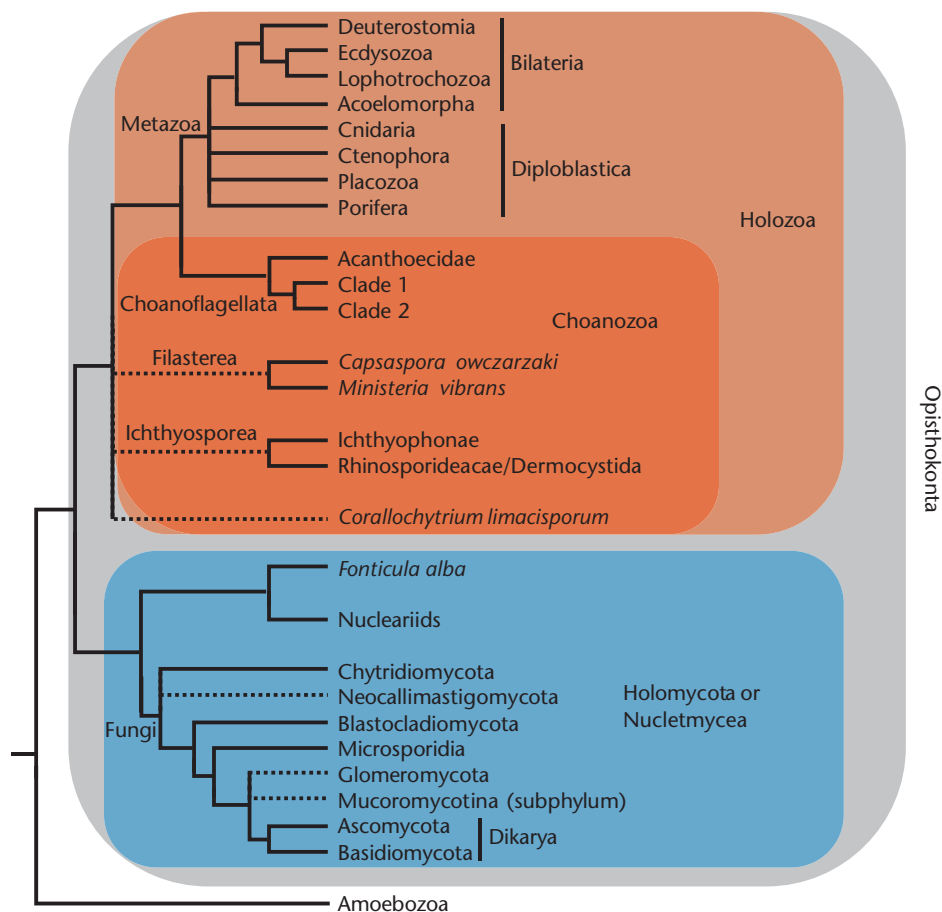 Deuterostomia
Ecdysozoa
Bilateria
Lophotrochozoa
Acoelomorpha
Metazoa
Cnidaria
Ctenophora
Diploblastica
Placozoa
Porifera
Holozoa
Acanthoecidae
Clade 1
Choanoflagellata
Clade 2
Choanozoa
Filasterea
Capsaspora owczarzaki
Ministeria vibrans
Opisthokonta
Ichthyosporea
Ichthyophonae
Rhinosporideacae/Dermocystida
Corallochytrium limacisporum
Fonticula alba
Nucleariids
Chytridiomycota
Neocallimastigomycota
Holomycota or
Nucletmycea
Fungi
Blastocladiomycota
Microsporidia
Glomeromycota
Mucoromycotina (subphylum)
Ascomycota
Dikarya
Basidiomycota
Amoebozoa